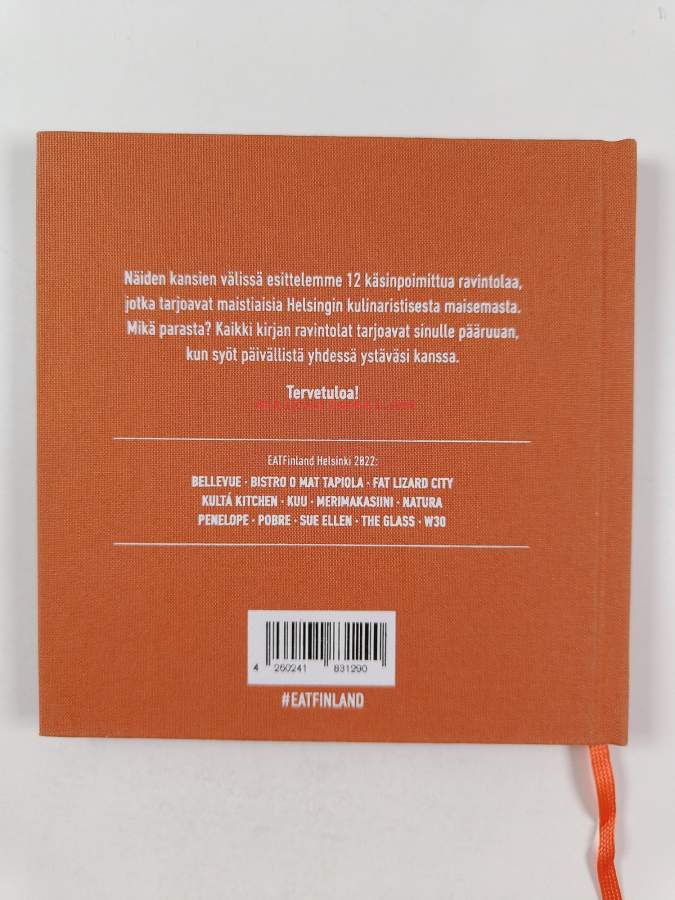 Näiden kansien välissä esittelemme 12 käsinpoimittua ravintolaa,
jotka tarjoavat maistiaisia Helsingin kulinaristisesta maisemasta.
Mikä parasta? Kaikki kirjan ravintolat tarjoavat sinulle pääruuan,
kun syöt päivällistä yhdessä ystäväsi kanssa.
Tervetuloa!
EATFinland Helsinki 2022:
BELLEVUE · BISTRO O MAT TAPIOLA · FAT LIZARD CITY
KULTÁ KITCHEN · KUU · MERIMAKASIINI · NATURA
PENELOPE · POBRE · SUE ELLEN · THE GLASS · W30
4 260241 831290
#EATFINLAND